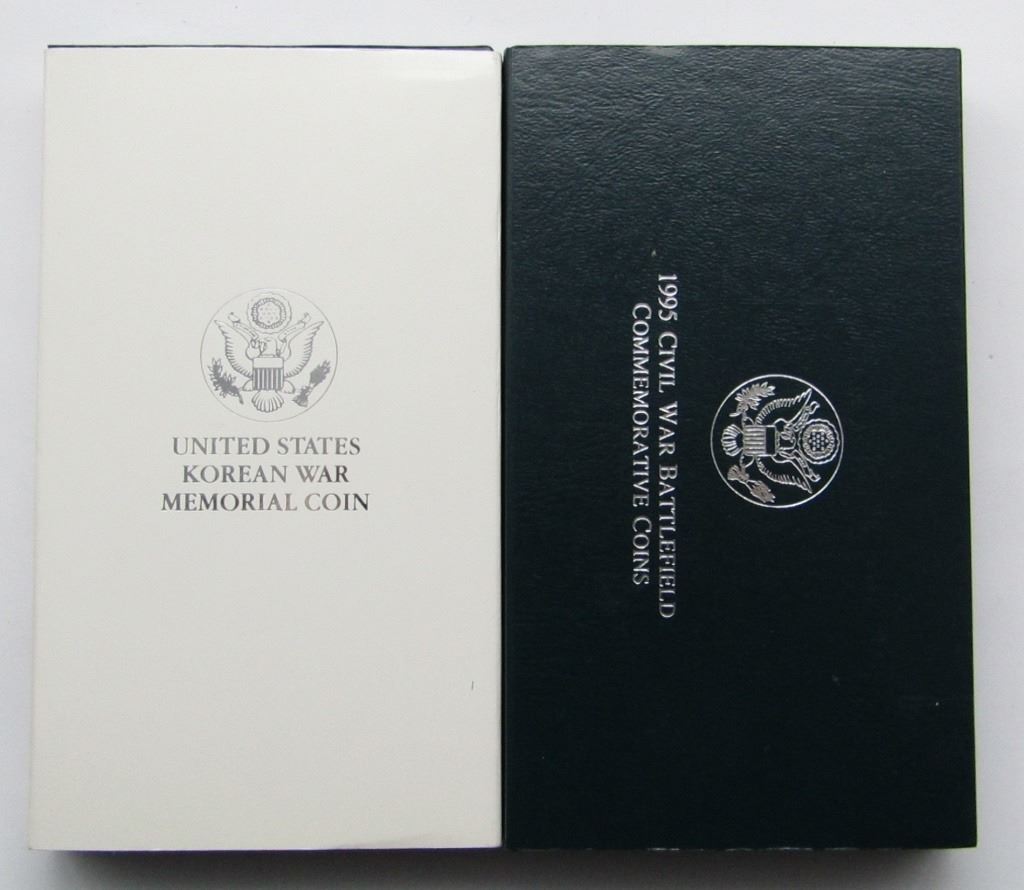 UNITED STATES
KOREAN WAR
MEMORIAL COIN
1995 CIVIL WAR BATTLEFIELD
COMMEMORATIVE COINS